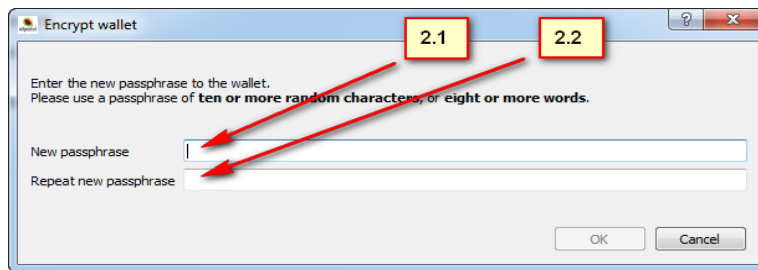 Encrypt wallet
?
X
2.1
2.2
Enter the new passphrase to the wallet.
Please use a passphrase of ten or more random characters, or eight or more words.
New passphrase
Repeat new passphrase
OK
Cancel